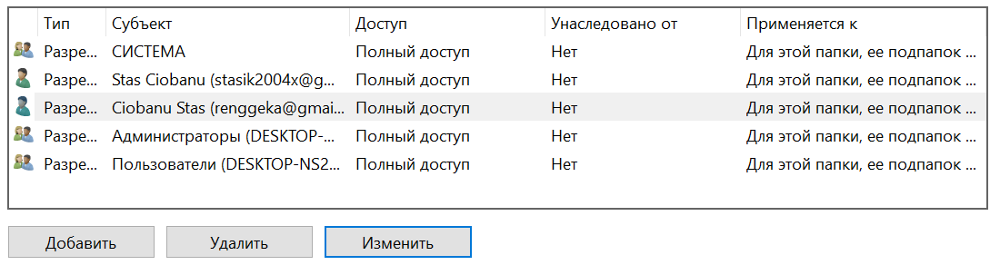 Тип Субъект Доступ Унаследовано от Применяется к
Разре... СИСТЕМА Полный доступ Нет Для этой папки, ее подпапок ...
Разре... Stas Ciobanu (stasik2004x@g... Полный доступ Нет Для этой папки, ее подпапок ...
Разре... Ciobanu Stas (renggeka@gmai... Полный доступ Нет Для этой папки, ее подпапок ...
Разре... Администраторы (DESKTOP-... Полный доступ Нет Для этой папки, ее подпапок ...
Разре... Пользователи (DESKTOP-NS2... Полный доступ Нет Для этой папки, ее подпапок ...
Добавить Удалить Изменить